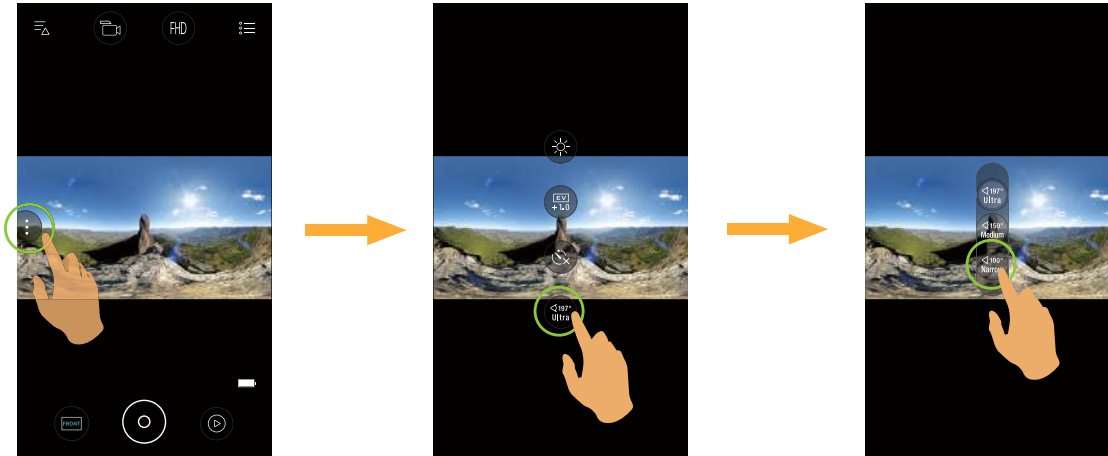 FHD
FRONT
EV
+1.0
197°
Ultra
197°
Ultra
150°
Medium
100°
Narrow